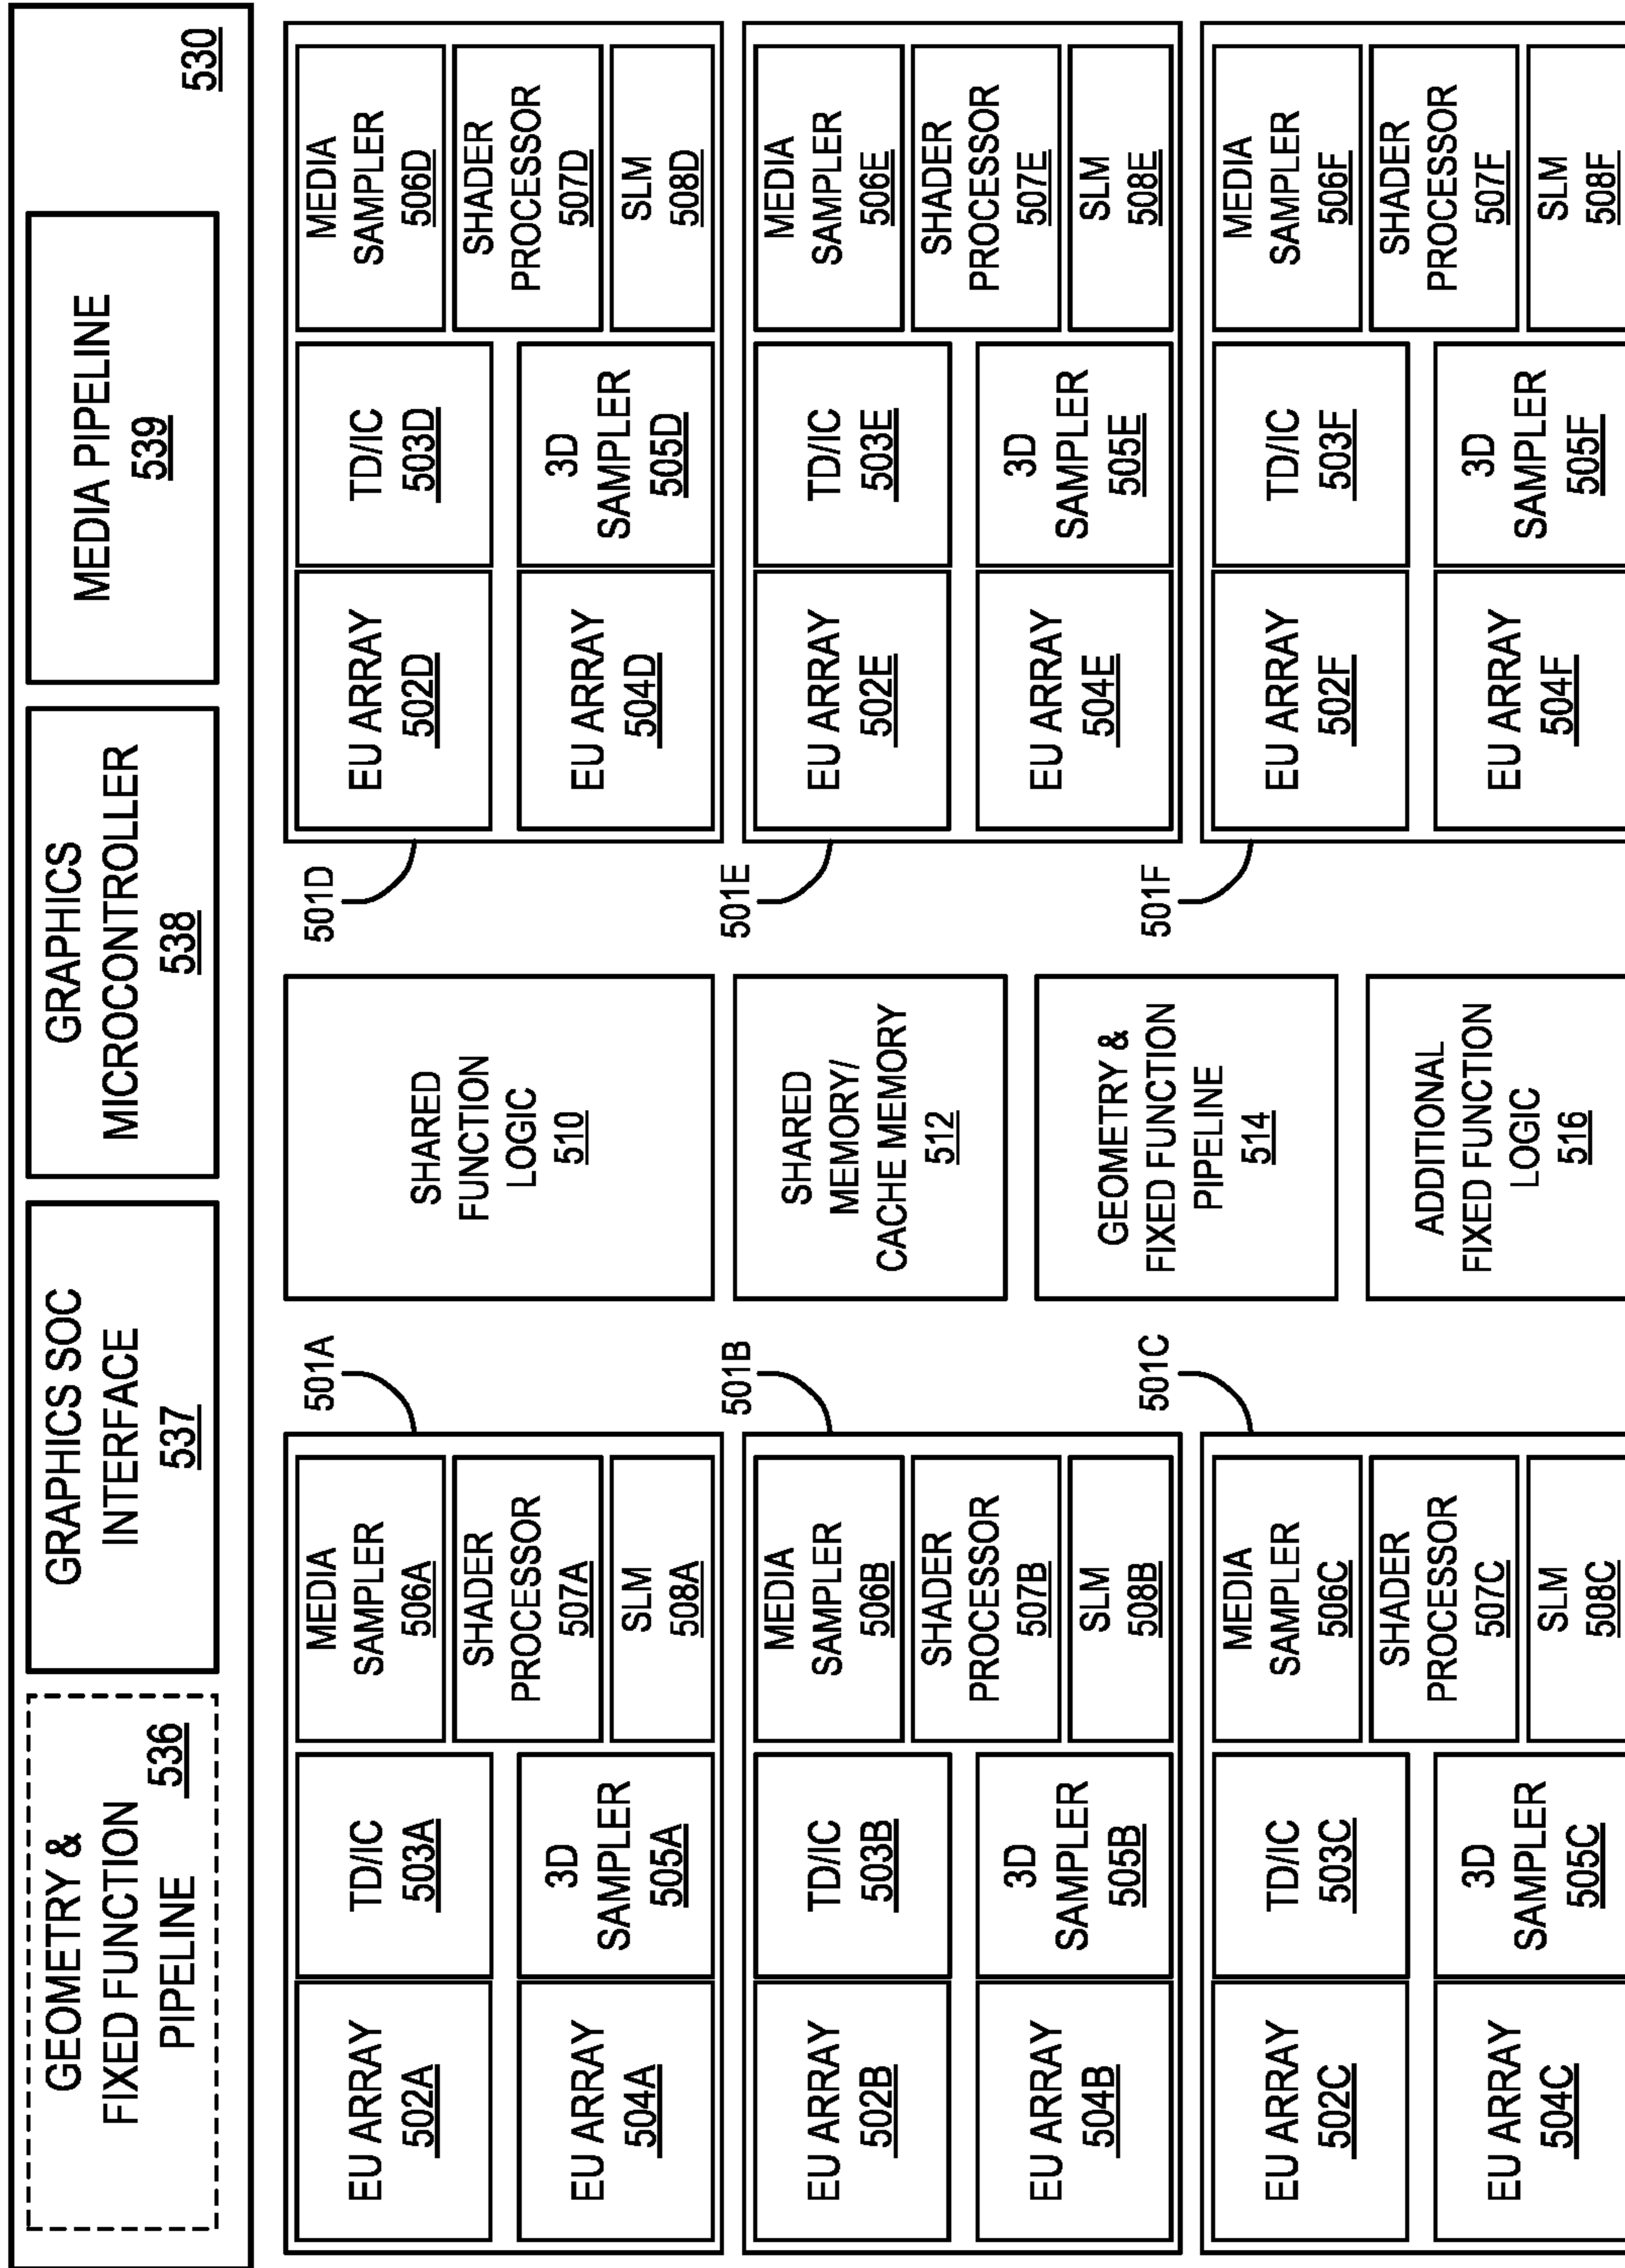 GEOMETRY &
FIXED FUNCTION
PIPELINE
536
GRAPHICS SOC
INTERFACE
537
GRAPHICS
MICROCONTROLLER
538
MEDIA PIPELINE
539
530
501A
EU ARRAY
502A
TD/IC
503A
MEDIA
SAMPLER
506A
SHADER
PROCESSOR
507A
EU ARRAY
504A
3D
SAMPLER
505A
SLM
508A
SHARED
FUNCTION
LOGIC
510
501D
EU ARRAY
502D
TD/IC
503D
MEDIA
SAMPLER
506D
SHADER
PROCESSOR
507D
EU ARRAY
504D
3D
SAMPLER
505D
SLM
508D
501B
EU ARRAY
502B
TD/IC
503B
MEDIA
SAMPLER
506B
SHADER
PROCESSOR
507B
EU ARRAY
504B
3D
SAMPLER
505B
SLM
508B
SHARED
MEMORY/
CACHE MEMORY
512
501E
EU ARRAY
502E
TD/IC
503E
MEDIA
SAMPLER
506E
SHADER
PROCESSOR
507E
EU ARRAY
504E
3D
SAMPLER
505E
SLM
508E
GEOMETRY &
FIXED FUNCTION
PIPELINE
514
501C
EU ARRAY
502C
TD/IC
503C
MEDIA
SAMPLER
506C
SHADER
PROCESSOR
507C
EU ARRAY
504C
3D
SAMPLER
505C
SLM
508C
ADDITIONAL
FIXED FUNCTION
LOGIC
516
501F
EU ARRAY
502F
TD/IC
503F
MEDIA
SAMPLER
506F
SHADER
PROCESSOR
507F
EU ARRAY
504F
3D
SAMPLER
505F
SLM
508F